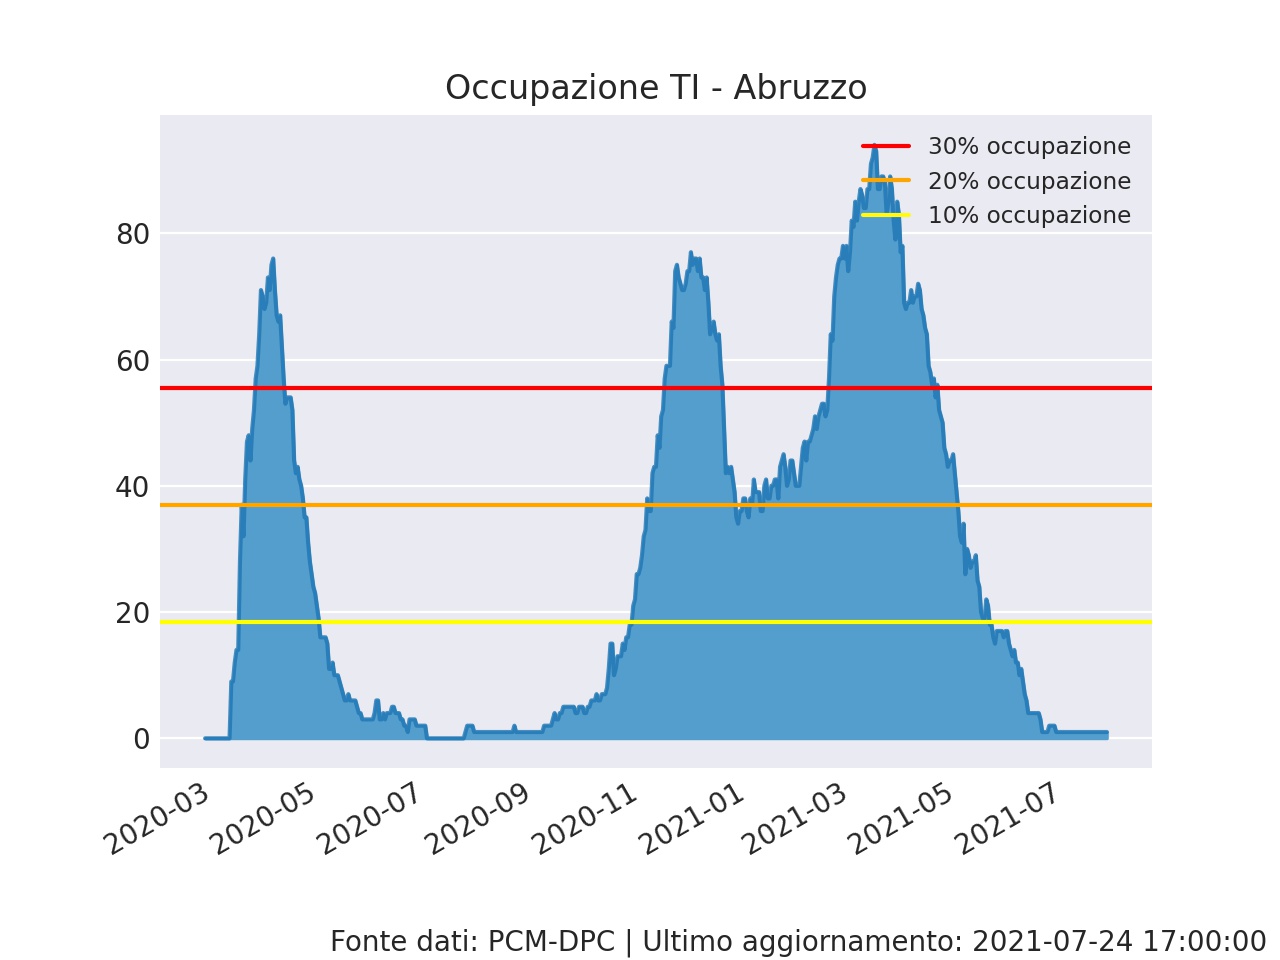 Occupazione TI - Abruzzo
30% occupazione
20% occupazione
10% occupazione
80
60
40
20
0
2020-03
2020-05
2020-07
2020-09
2020-11
2021-01
2021-03
2021-05
2021-07
Fonte dati: PCM-DPC | Ultimo aggiornamento: 2021-07-24 17:00:00